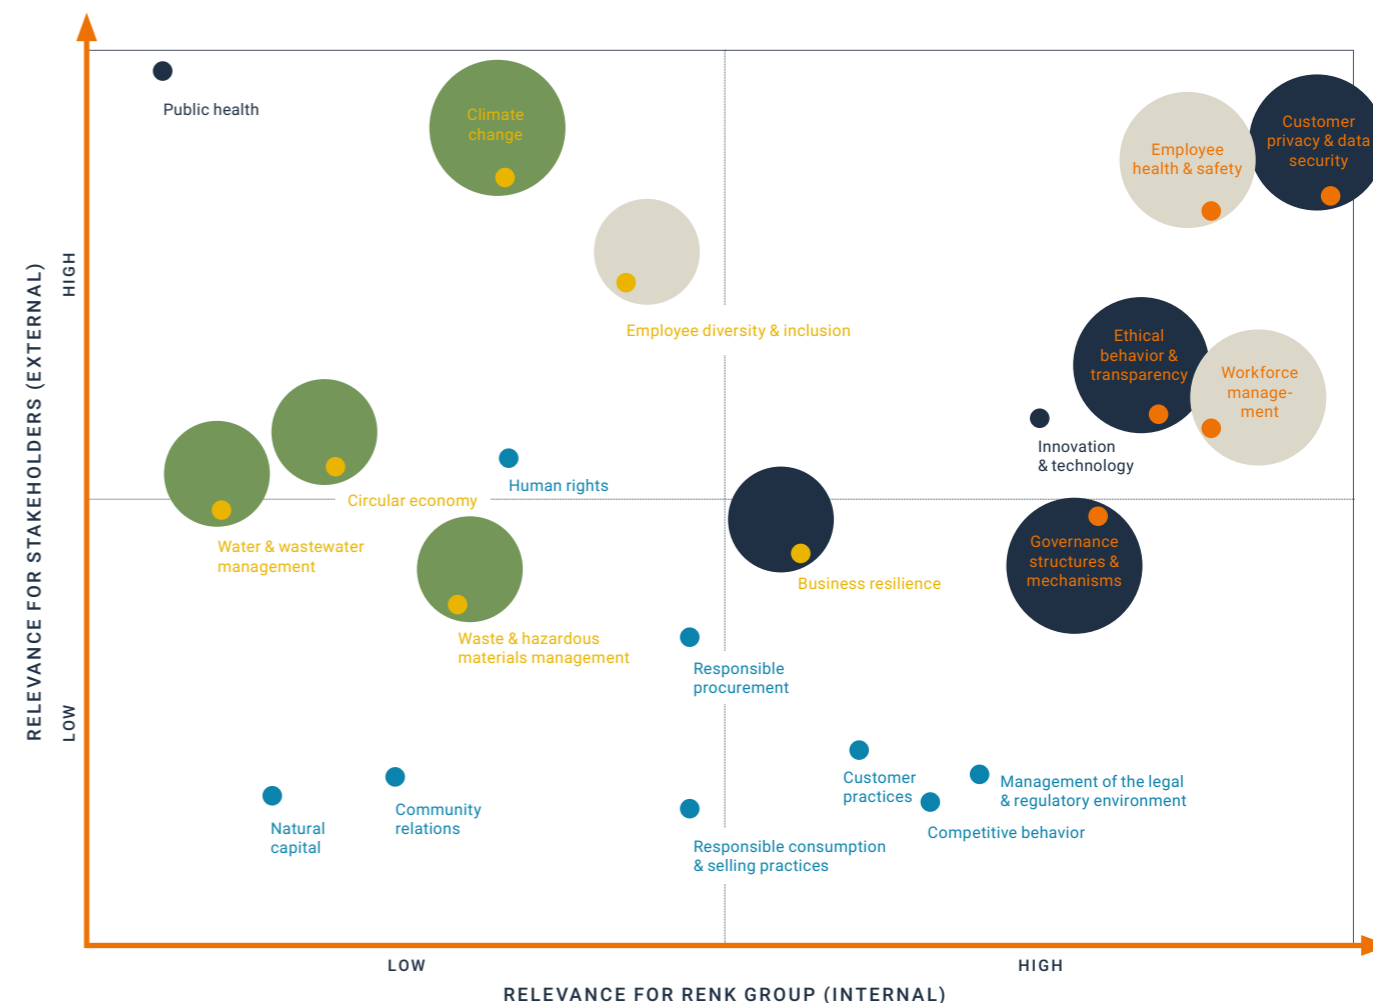 Public health
Climate
change
Employee
health & safety
Customer
privacy & data
security
Employee diversity & inclusion
Ethical
behavior &
transparency
Workforce
manage-
ment
Innovation
& technology
Human rights
Circular economy
Water & wastewater
management
Governance
structures &
mechanisms
Business resilience
Waste & hazardous
materials management
Responsible
procurement
Customer
practices
Management of the legal
& regulatory environment
Competitive behavior
Community
relations
Natural
capital
Responsible consumption
& selling practices
RELEVANCE FOR STAKEHOLDERS (EXTERNAL)
HIGH
LOW
LOW
HIGH
RELEVANCE FOR RENK GROUP (INTERNAL)